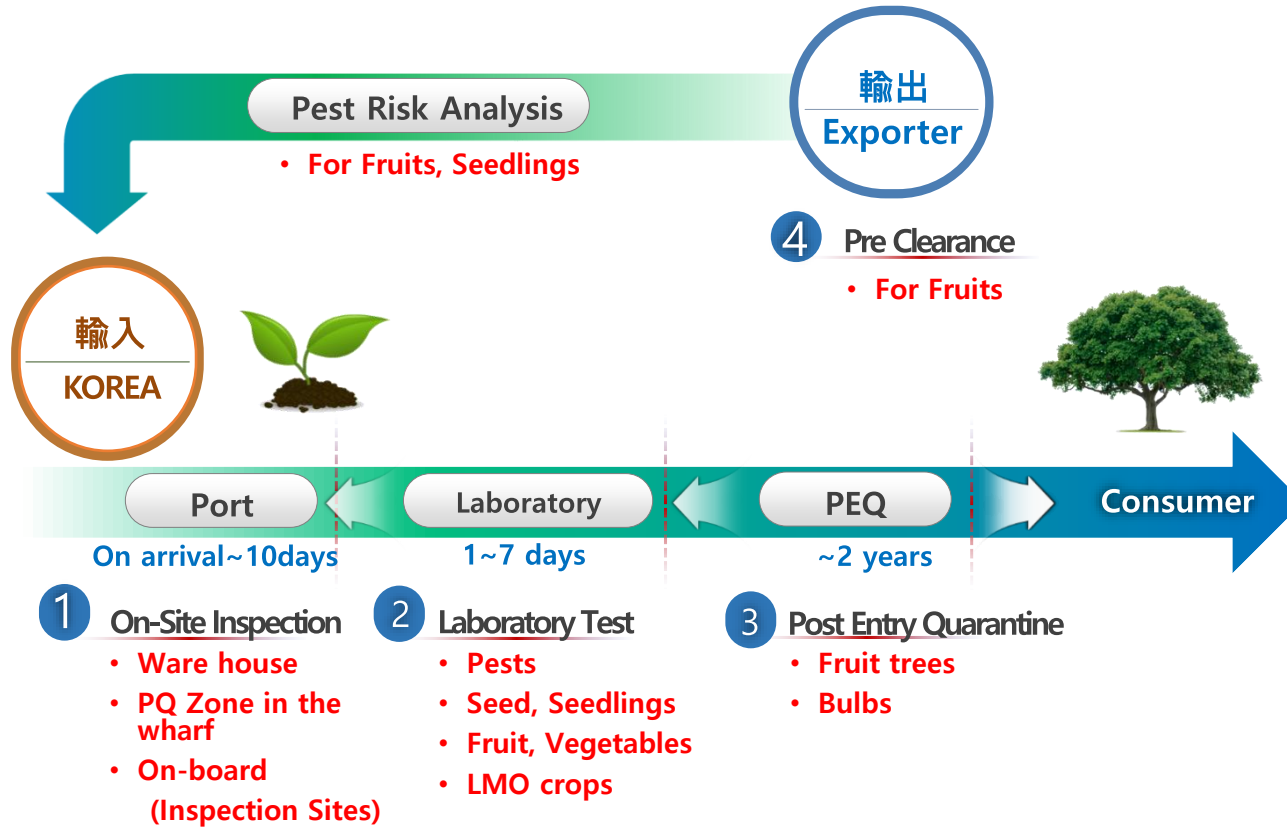 輸出
Exporter
Pest Risk Analysis
• For Fruits, Seedlings
4 Pre Clearance
• For Fruits
輸入
KOREA
Port
Laboratory
PEQ
Consumer
On arrival~10days
1~7 days
~2 years
1 On-Site Inspection
• Ware house
• PQ Zone in the
wharf
• On-board
(Inspection Sites)
2 Laboratory Test
• Pests
• Seed, Seedlings
• Fruit, Vegetables
• LMO crops
3 Post Entry Quarantine
• Fruit trees
• Bulbs